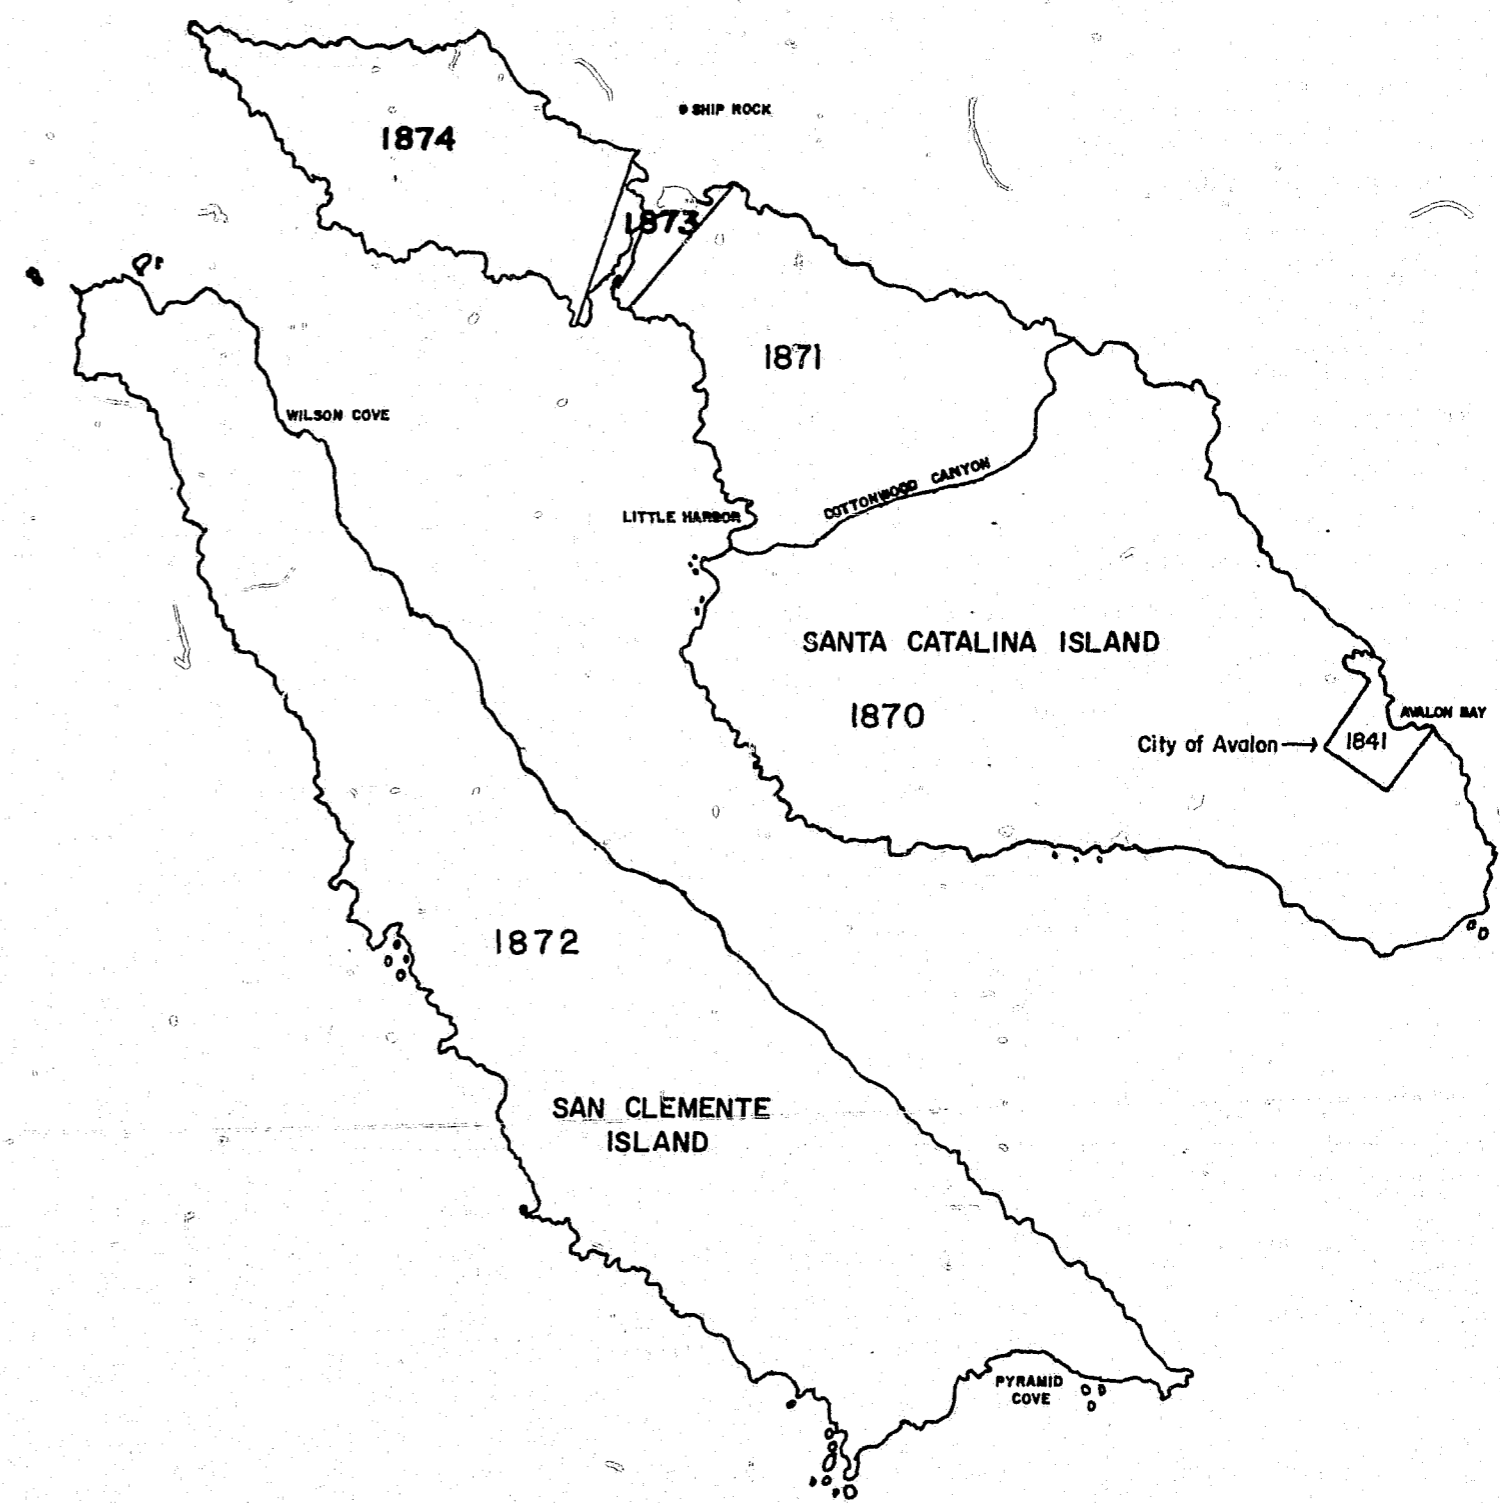 SHIP ROCK
1874
1873
1871
WILSON COVE
COTTONWOOD CANYON
LITTLE HARBOR
SANTA CATALINA ISLAND
1870
AVALON BAY
City of Avalon
1841
1872
SAN CLEMENTE
ISLAND
PYRAMID
COVE